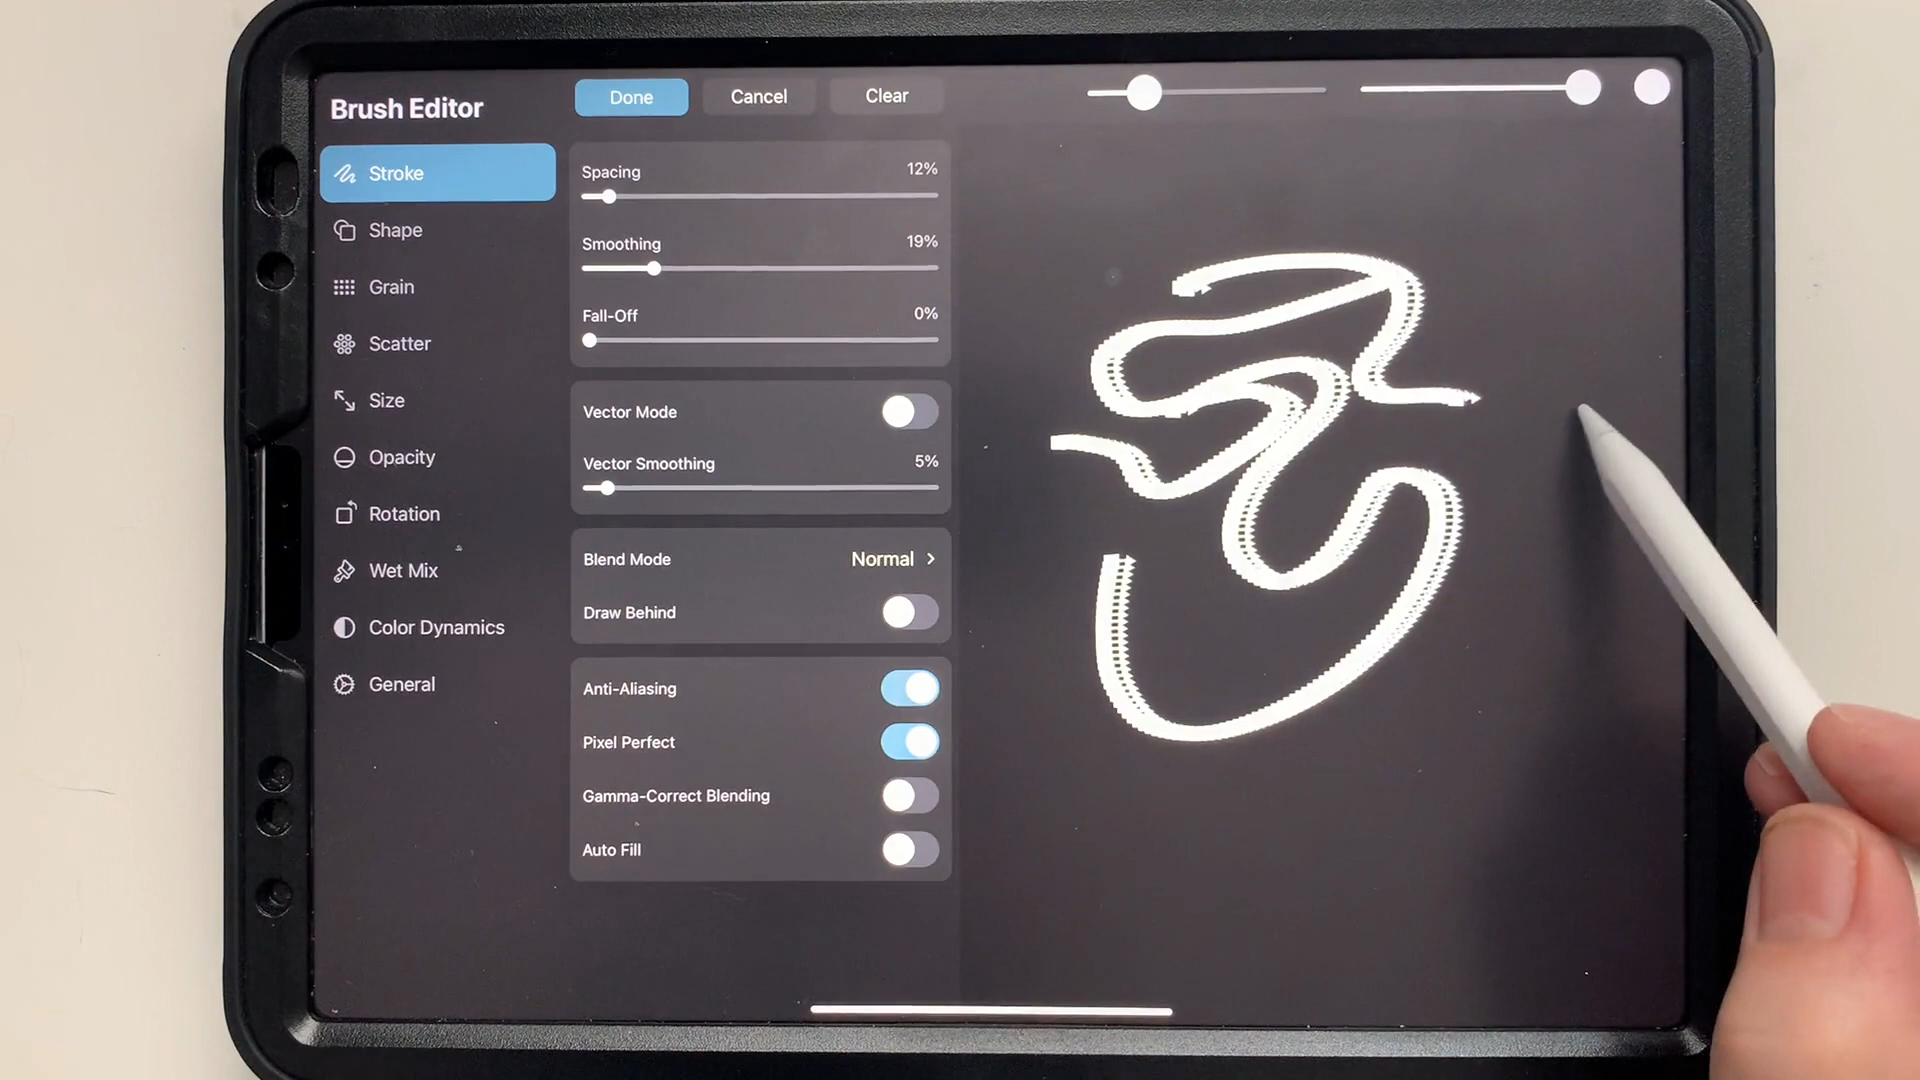 Brush Editor
Done
Cancel
Clear
Stroke
Shape
Grain
Scatter
Size
Opacity
Rotation
Wet Mix
Color Dynamics
General
Spacing 12%
Smoothing 19%
Fall-Off 0%
Vector Mode
Vector Smoothing 5%
Blend Mode Normal >
Draw Behind
Anti-Aliasing
Pixel Perfect
Gamma-Correct Blending
Auto Fill